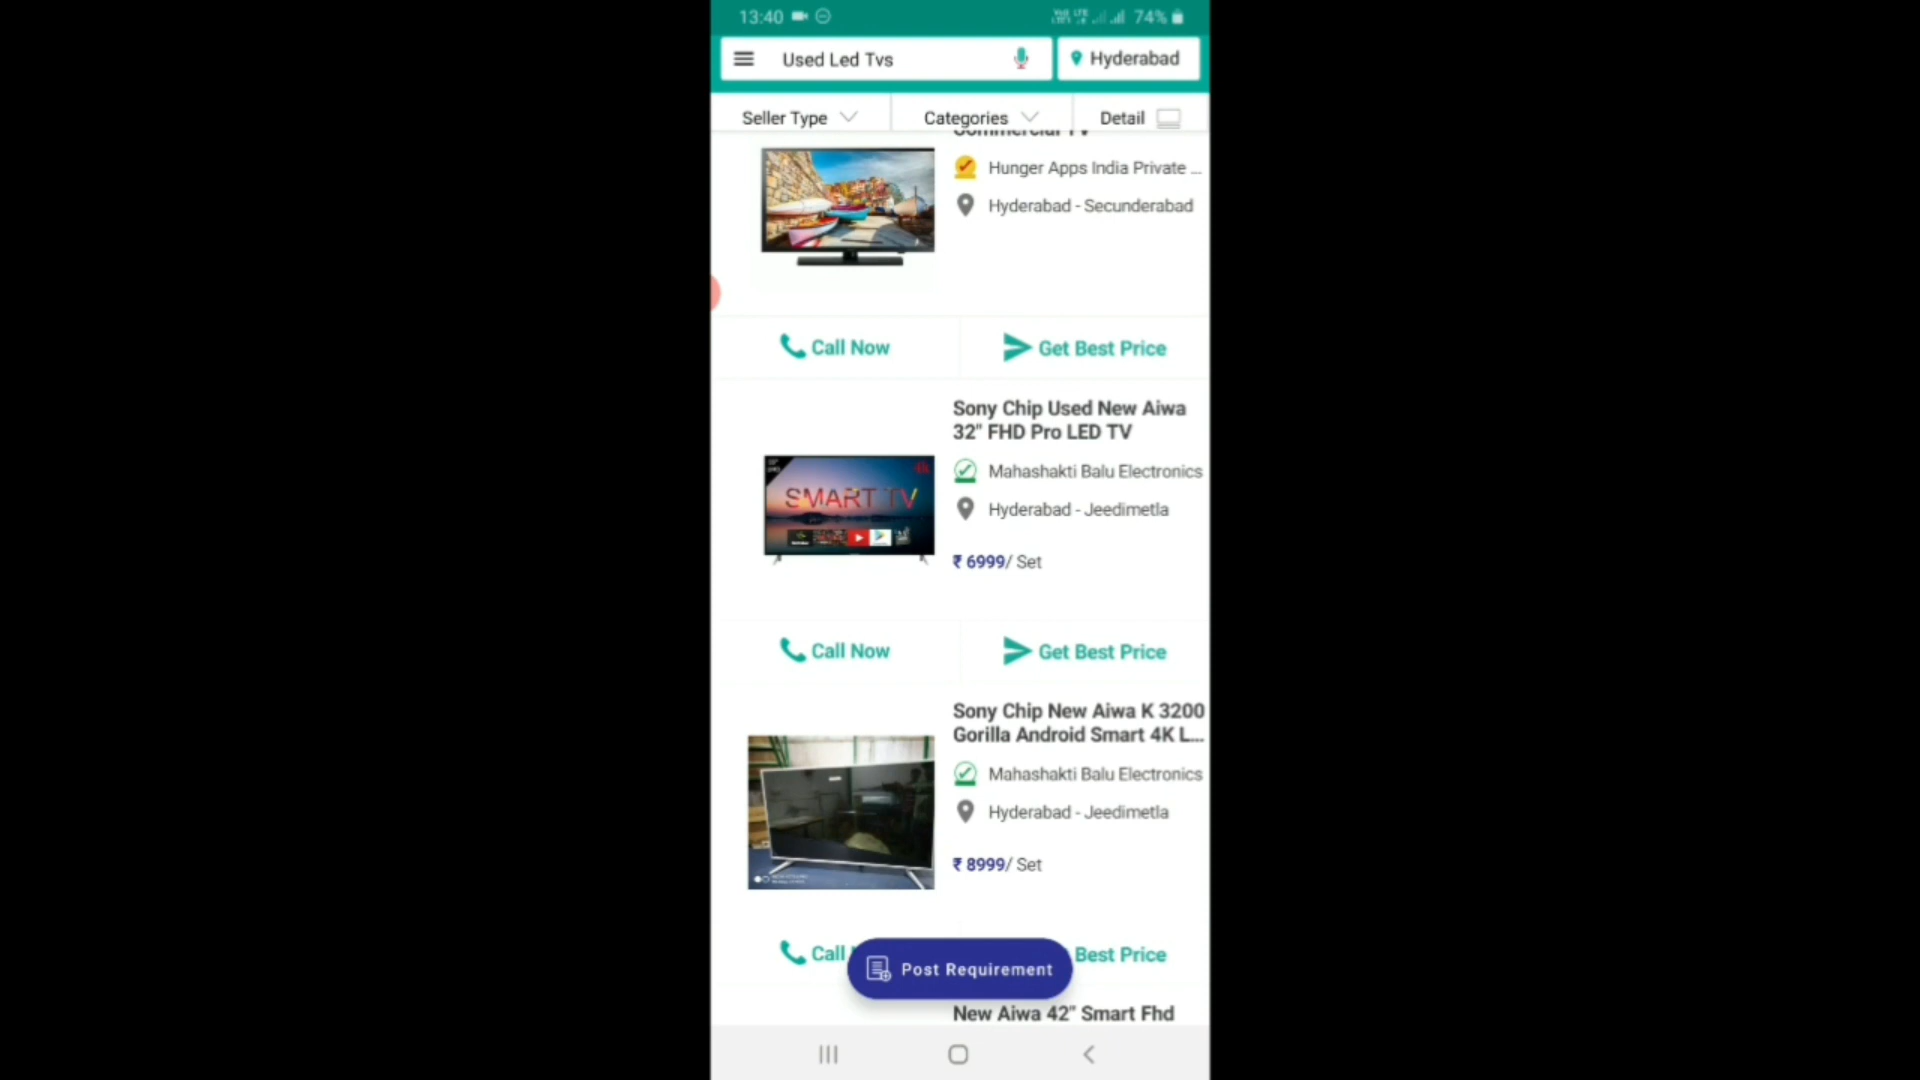 13:40
74%
Used Led Tvs
Hyderabad
Seller Type
Categories
Detail
Commercial TV
Hunger Apps India Private ...
Hyderabad - Secunderabad
Call Now
Get Best Price
Sony Chip Used New Aiwa
32" FHD Pro LED TV
Mahashakti Balu Electronics
4k
SMART TV
Hyderabad - Jeedimetla
₹ 6999/ Set
Call Now
Get Best Price
Sony Chip New Aiwa K 3200
Gorilla Android Smart 4K L...
Mahashakti Balu Electronics
Hyderabad - Jeedimetla
₹ 8999/ Set
Call
Best Price
Post Requirement
New Aiwa 42" Smart Fhd